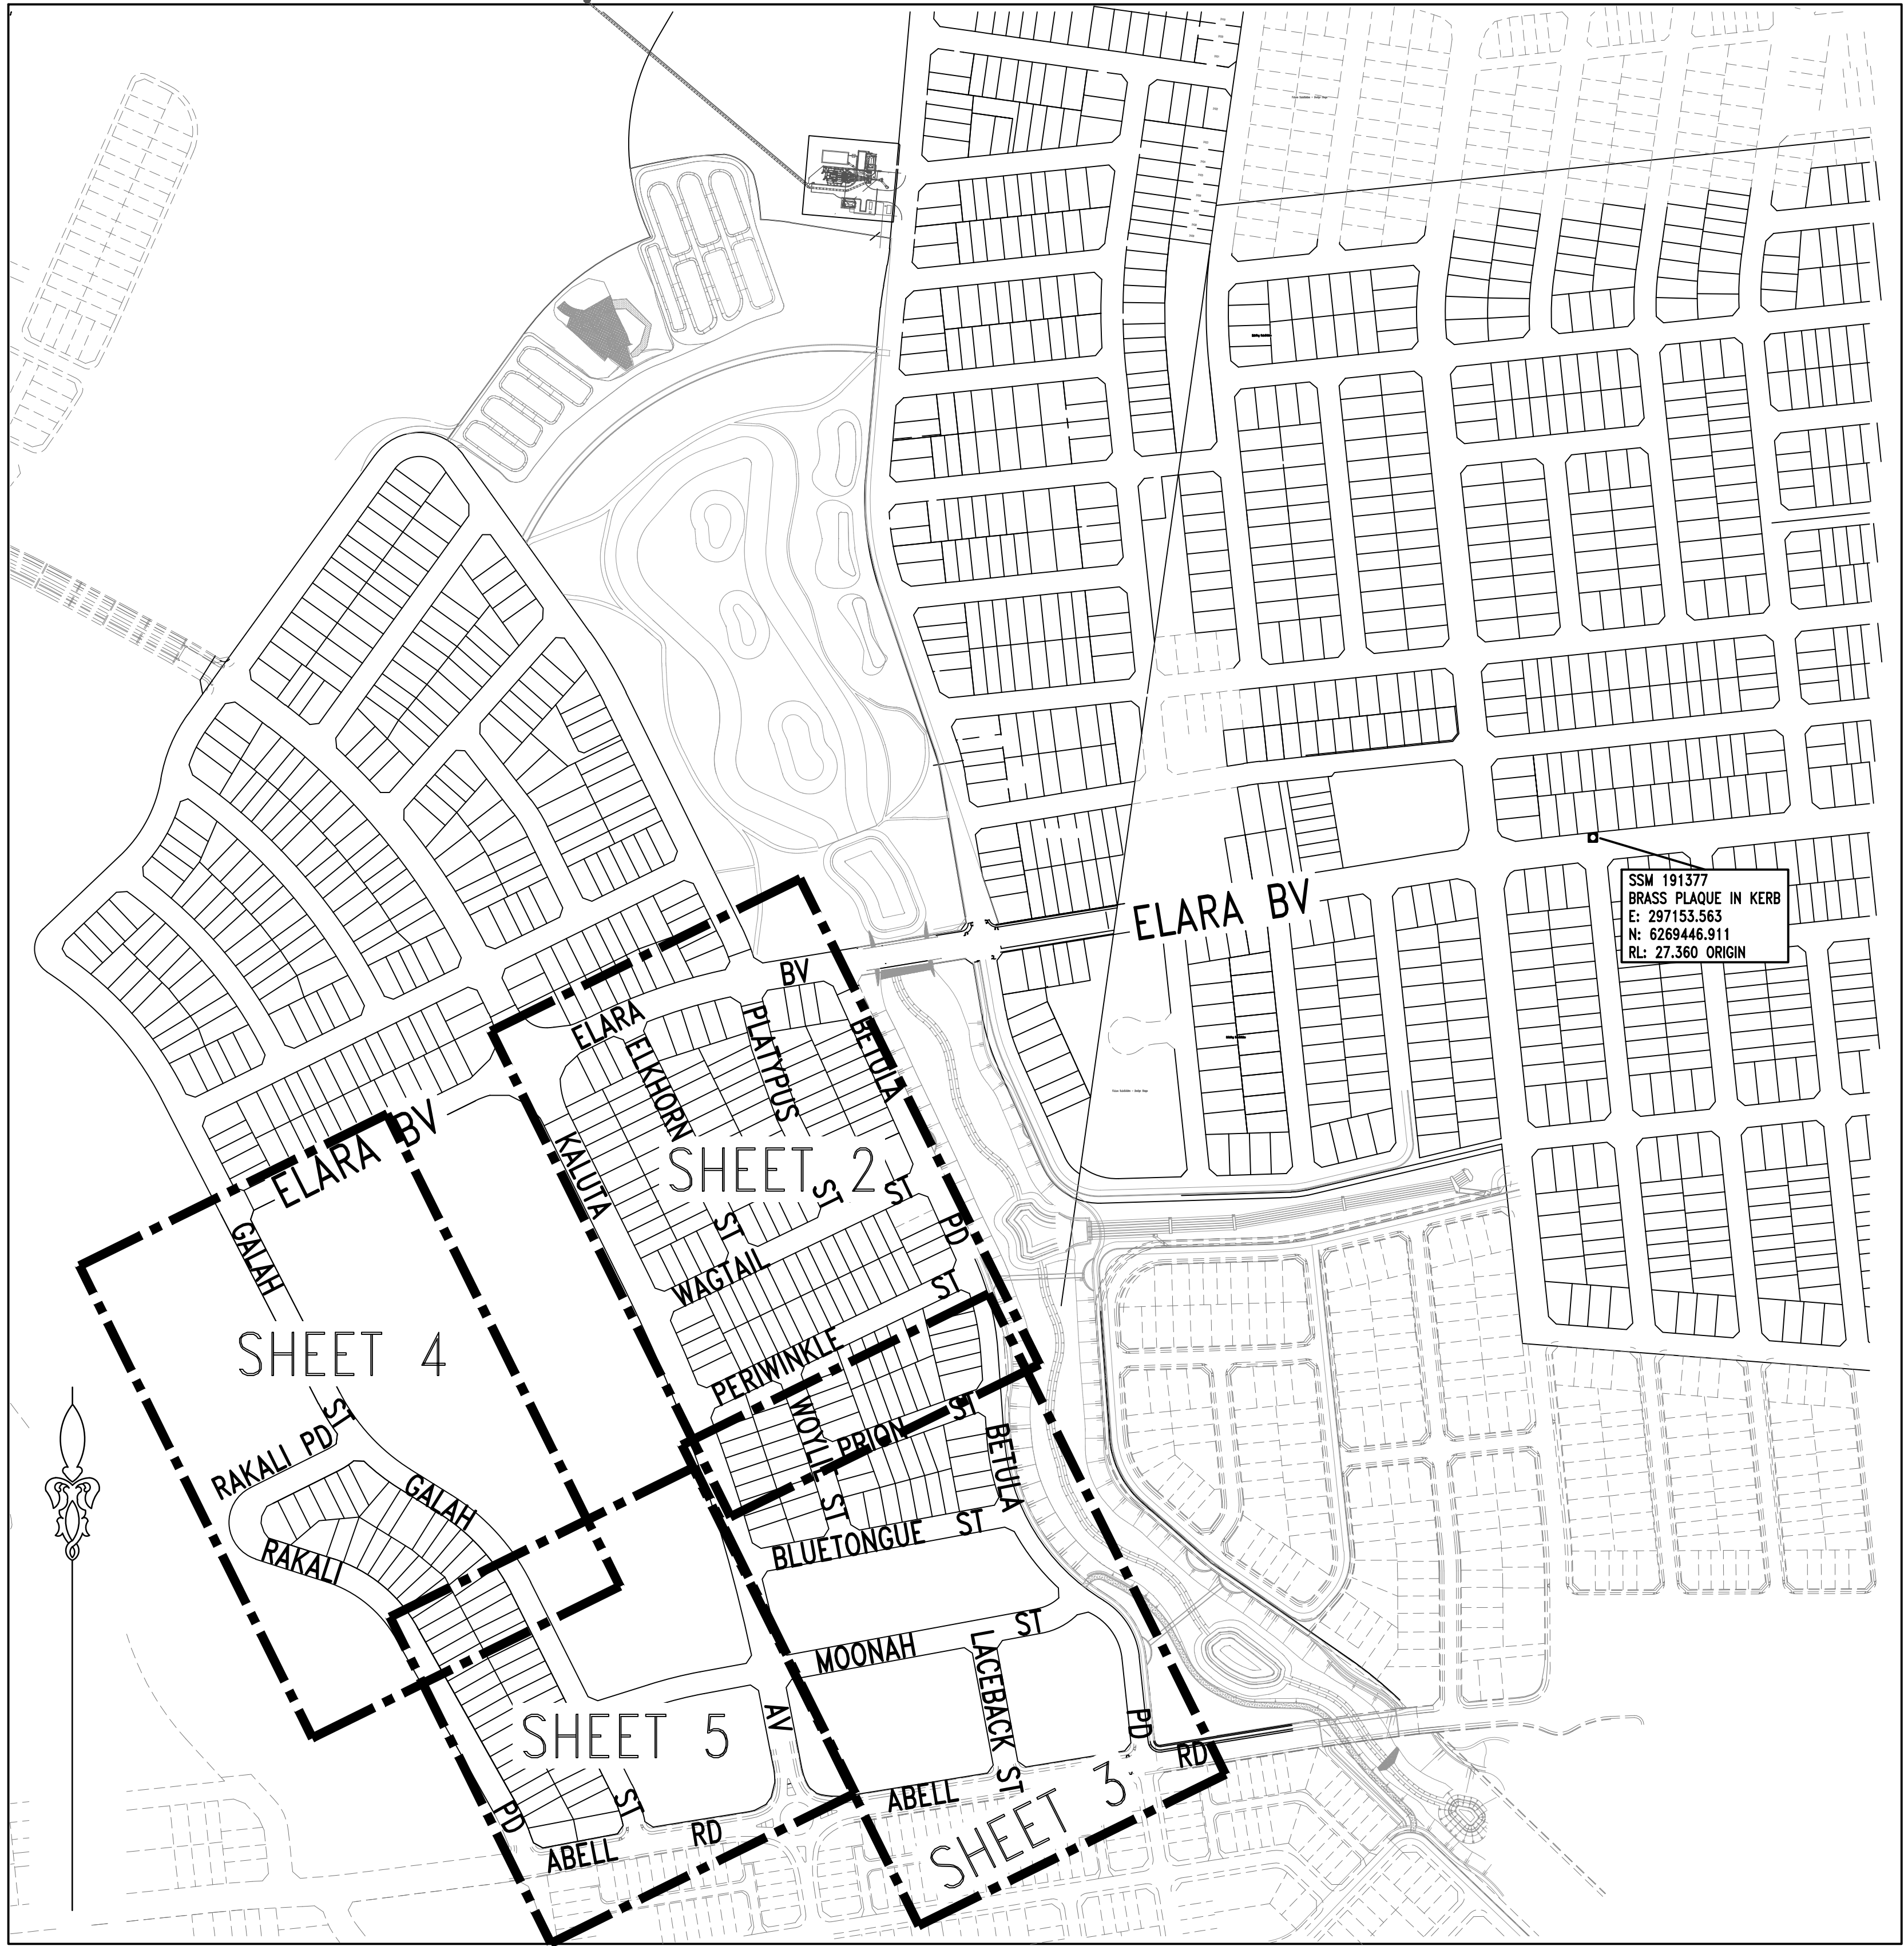 ELARA BV
SSM 191377
BRASS PLAQUE IN KERB
E: 297153.563
N: 6269446.911
RL: 27.360 ORIGIN
ELARA BV
ELKHORN ST
PLATYPUS ST
BETULA PD
KALUTA AV
SHEET 2
ELARA BV
GALAH ST
WAGTAIL ST
PERIWINKLE ST
SHEET 4
WOYLIE ST
PRION ST
BETULA PD
RAKALI PD
GALAH ST
RAKALI PD
BLUETONGUE ST
MOONAH ST
LACEBACK ST
SHEET 5
ABELL RD
SHEET 3
ABELL RD